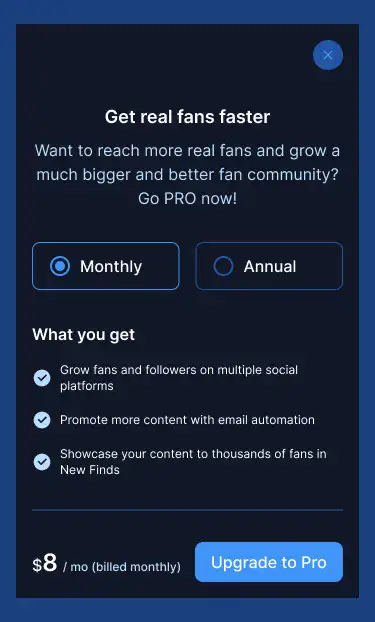 Get real fans faster
Want to reach more real fans and grow a
much bigger and better fan community?
Go PRO now!
Monthly
Annual
What you get
Grow fans and followers on multiple social
platforms
Promote more content with email automation
Showcase your content to thousands of fans in
New Finds
$8 / mo (billed monthly)
Upgrade to Pro